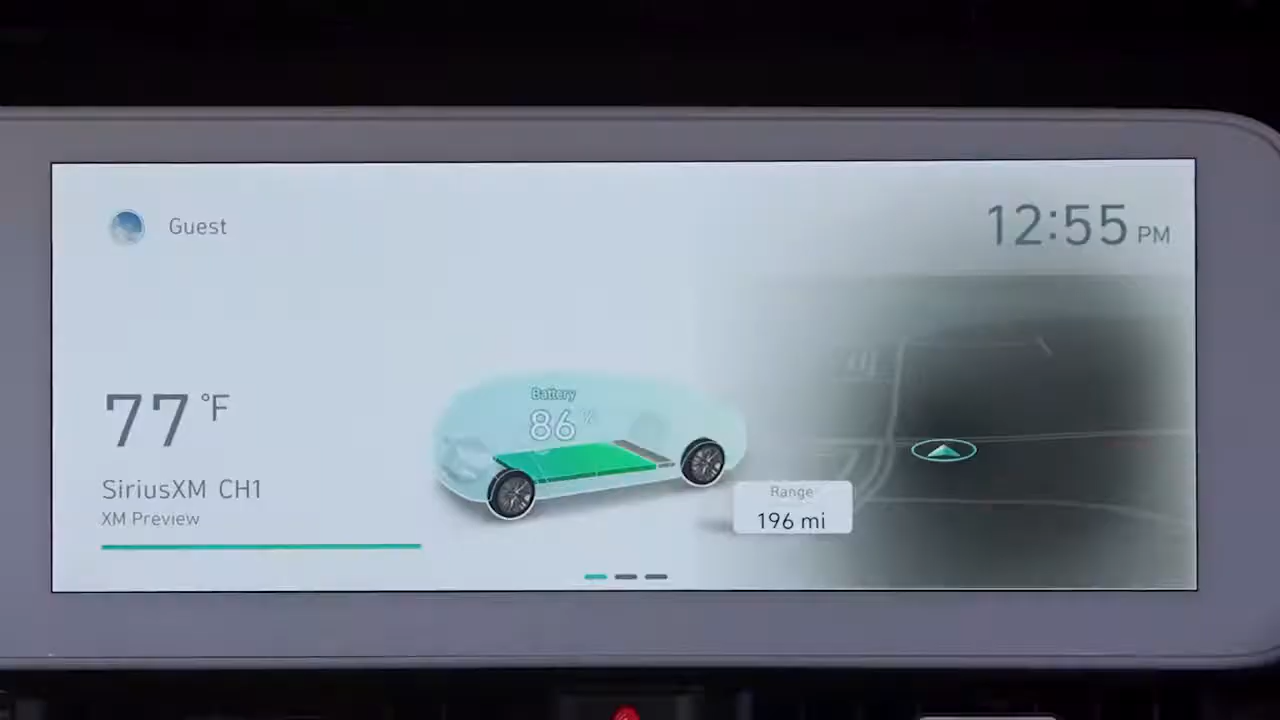 Guest
12:55 PM
77 °F
Battery
86 %
SiriusXM CH1
XM Preview
Range
196 mi